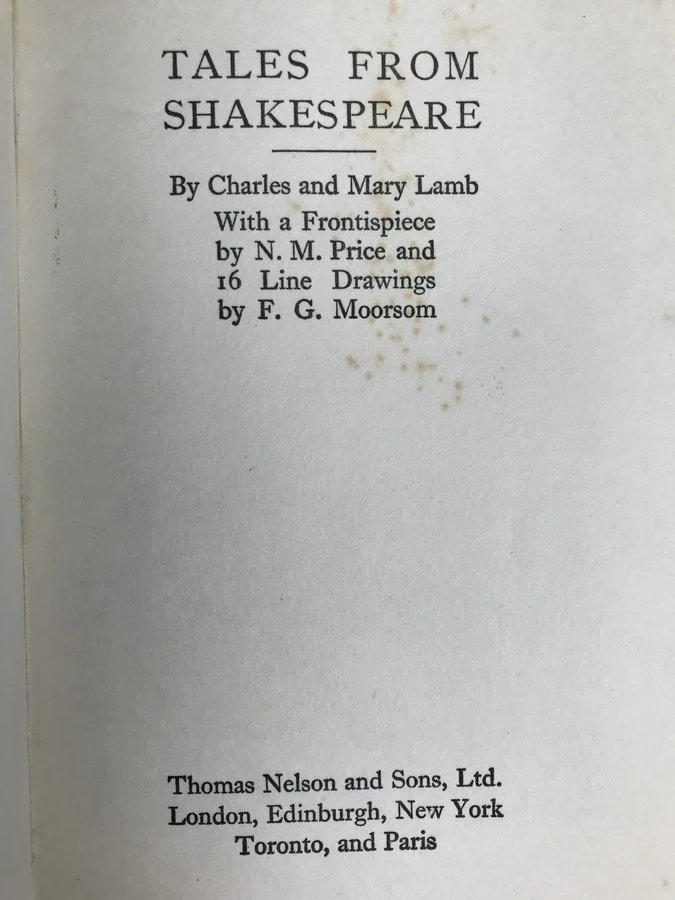 TALES FROM
SHAKESPEARE
By Charles and Mary Lamb
With a Frontispiece
by N. M. Price and
16 Line Drawings
by F. G. Moorsom
Thomas Nelson and Sons, Ltd.
London, Edinburgh, New York
Toronto, and Paris